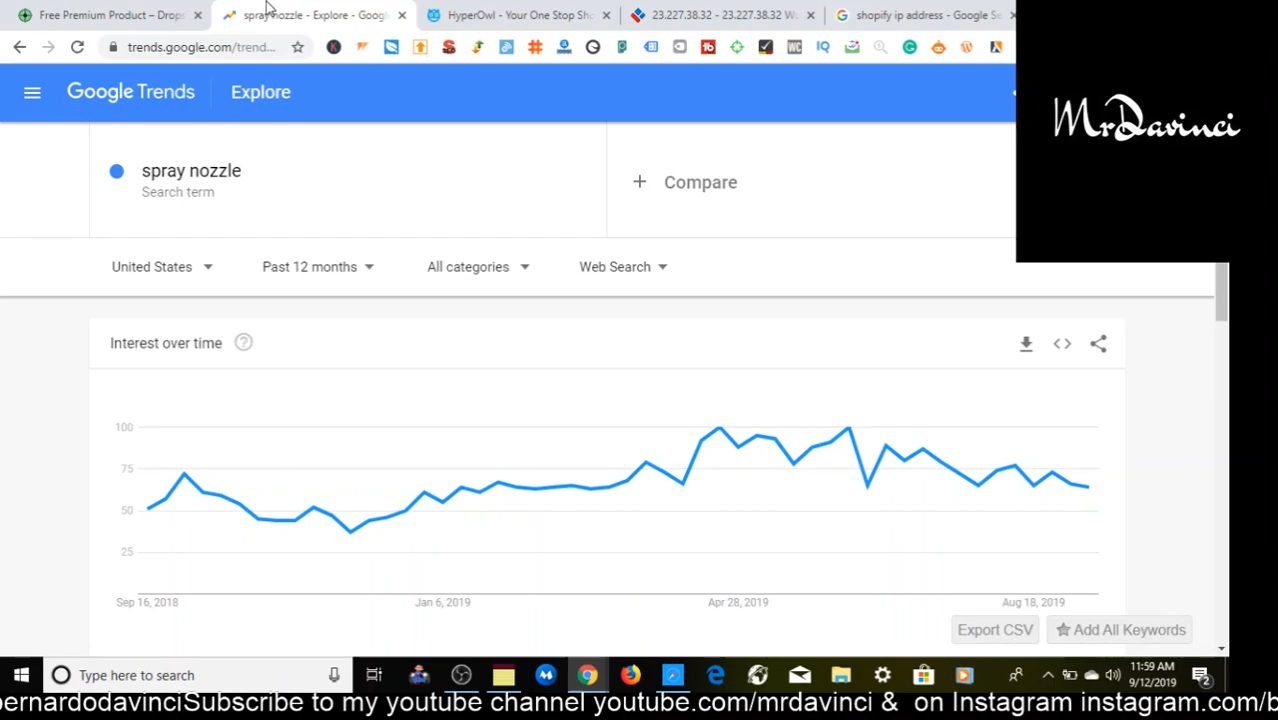 Free Premium Product – Drops
spray nozzle - Explore - Googl
HyperOwl - Your One Stop Sho
23.227.38.32 - 23.227.38.32 W
shopify ip address - Google Se
trends.google.com/trend...
Google Trends
Explore
MrDavinci
spray nozzle
Search term
+ Compare
United States
Past 12 months
All categories
Web Search
Interest over time
100
75
50
25
Sep 16, 2018
Jan 6, 2019
Apr 28, 2019
Aug 18, 2019
Export CSV
Add All Keywords
Type here to search
11:59 AM
9/12/2019
bernardodavinciSubscribe to my youtube channel youtube.com/mrdavinci & on Instagram instagram.com/b